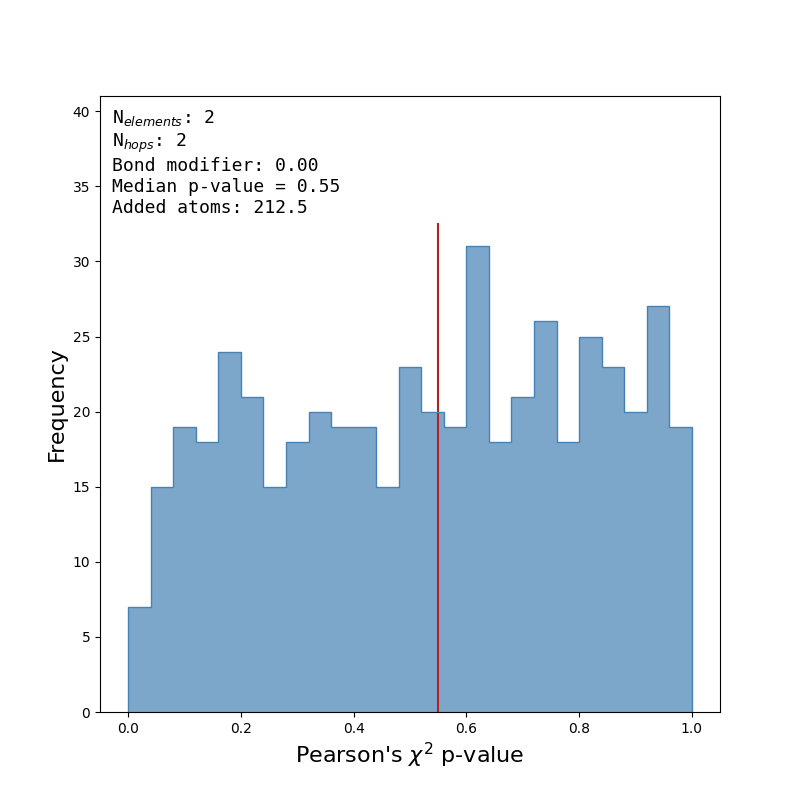 N_elements: 2
N_hops: 2
Bond modifier: 0.00
Median p-value = 0.55
Added atoms: 212.5
40
35
30
25
20
15
10
5
0
Frequency
0.0 0.2 0.4 0.6 0.8 1.0
Pearson's χ² p-value